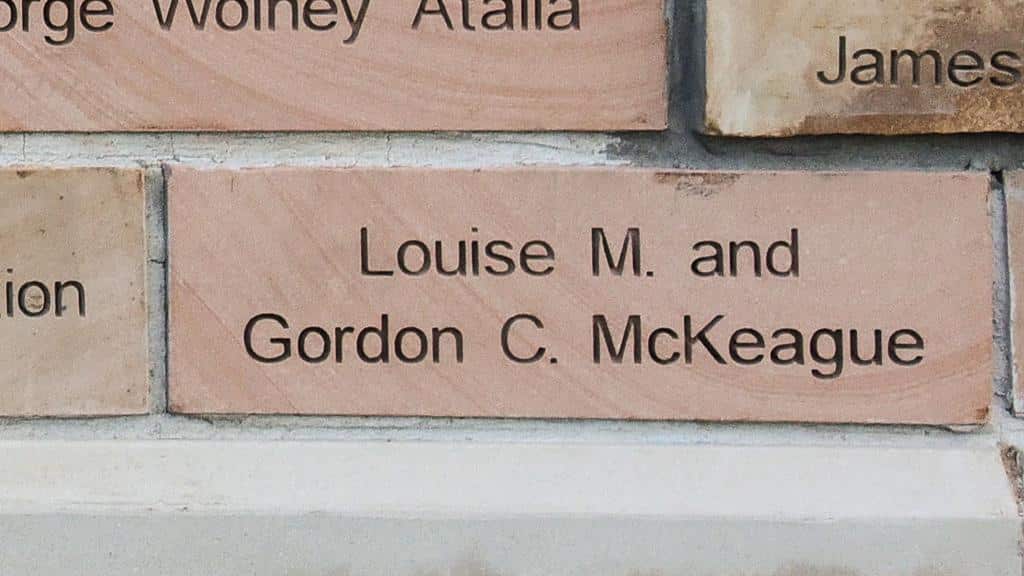 Wolney Atalla
James
Louise M. and
Gordon C. McKeague